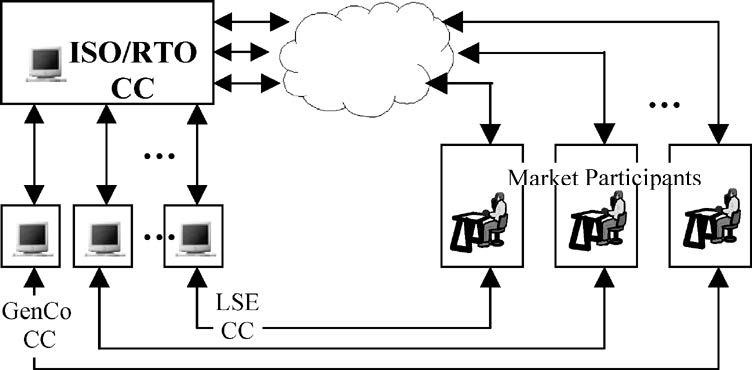 ISO/RTO
CC
...
...
Market Participants
...
GenCo
CC
LSE
CC